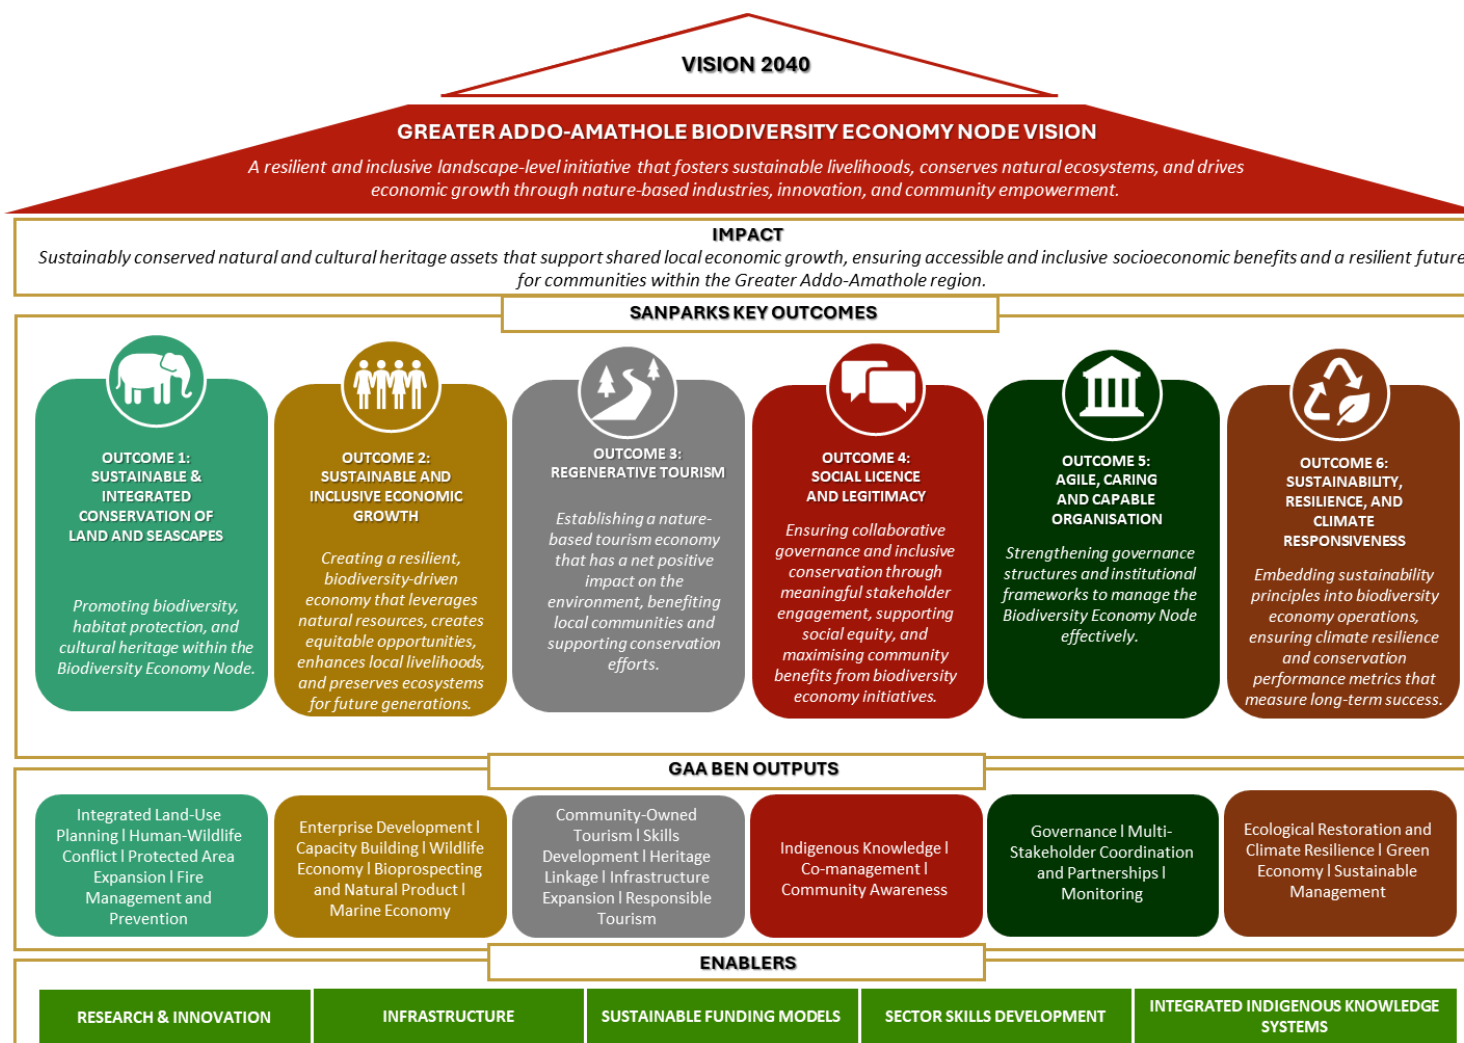 VISION 2040
GREATER ADDO-AMATHOLE BIODIVERSITY ECONOMY NODE VISION
A resilient and inclusive landscape-level initiative that fosters sustainable livelihoods, conserves natural ecosystems, and drives
economic growth through nature-based industries, innovation, and community empowerment.
IMPACT
Sustainably conserved natural and cultural heritage assets that support shared local economic growth, ensuring accessible and inclusive socioeconomic benefits and a resilient future
for communities within the Greater Addo-Amathole region.
SANPARKS KEY OUTCOMES
OUTCOME 1:
SUSTAINABLE &
INTEGRATED
CONSERVATION OF
LAND AND SEASCAPES
Promoting biodiversity,
habitat protection, and
cultural heritage within the
Biodiversity Economy Node.
OUTCOME 2:
SUSTAINABLE AND
INCLUSIVE ECONOMIC
GROWTH
Creating a resilient,
biodiversity-driven
economy that leverages
natural resources, creates
equitable opportunities,
enhances local livelihoods,
and preserves ecosystems
for future generations.
OUTCOME 3:
REGENERATIVE TOURISM
Establishing a nature-
based tourism economy
that has a net positive
impact on the
environment, benefiting
local communities and
supporting conservation
efforts.
OUTCOME 4:
SOCIAL LICENCE
AND LEGITIMACY
Ensuring collaborative
governance and inclusive
conservation through
meaningful stakeholder
engagement, supporting
social equity, and
maximising community
benefits from biodiversity
economy initiatives.
OUTCOME 5:
AGILE, CARING
AND CAPABLE
ORGANISATION
Strengthening governance
structures and institutional
frameworks to manage the
Biodiversity Economy Node
effectively.
OUTCOME 6:
SUSTAINABILITY,
RESILIENCE, AND
CLIMATE
RESPONSIVENESS
Embedding sustainability
principles into biodiversity
economy operations,
ensuring climate resilience
and conservation
performance metrics that
measure long-term success.
GAA BEN OUTPUTS
Integrated Land-Use
Planning l Human-Wildlife
Conflict l Protected Area
Expansion l Fire
Management and
Prevention
Enterprise Development l
Capacity Building l Wildlife
Economy l Bioprospecting
and Natural Product l
Marine Economy
Community-Owned
Tourism l Skills
Development l Heritage
Linkage l Infrastructure
Expansion l Responsible
Tourism
Indigenous Knowledge l
Co-management l
Community Awareness
Governance l Multi-
Stakeholder Coordination
and Partnerships l
Monitoring
Ecological Restoration and
Climate Resilience l Green
Economy l Sustainable
Management
ENABLERS
RESEARCH & INNOVATION
INFRASTRUCTURE
SUSTAINABLE FUNDING MODELS
SECTOR SKILLS DEVELOPMENT
INTEGRATED INDIGENOUS KNOWLEDGE
SYSTEMS